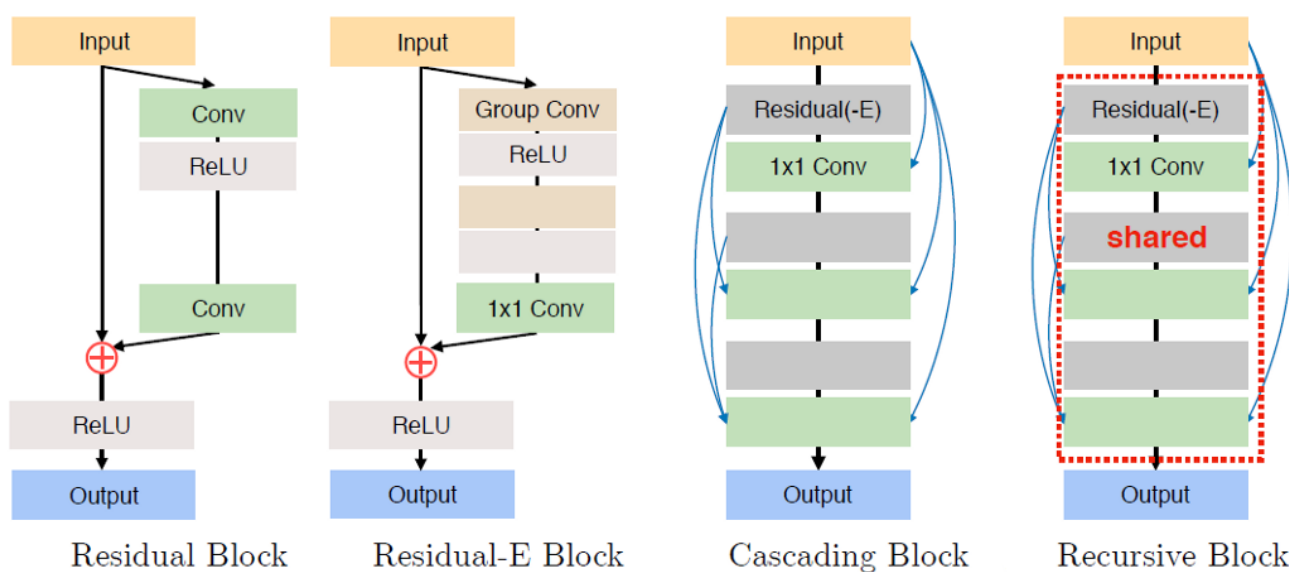 Input
Conv
ReLU
Conv
ReLU
Output
Residual Block
Input
Group Conv
ReLU
1x1 Conv
ReLU
Output
Residual-E Block
Input
Residual(-E)
1x1 Conv
Output
Cascading Block
Input
Residual(-E)
1x1 Conv
shared
Output
Recursive Block